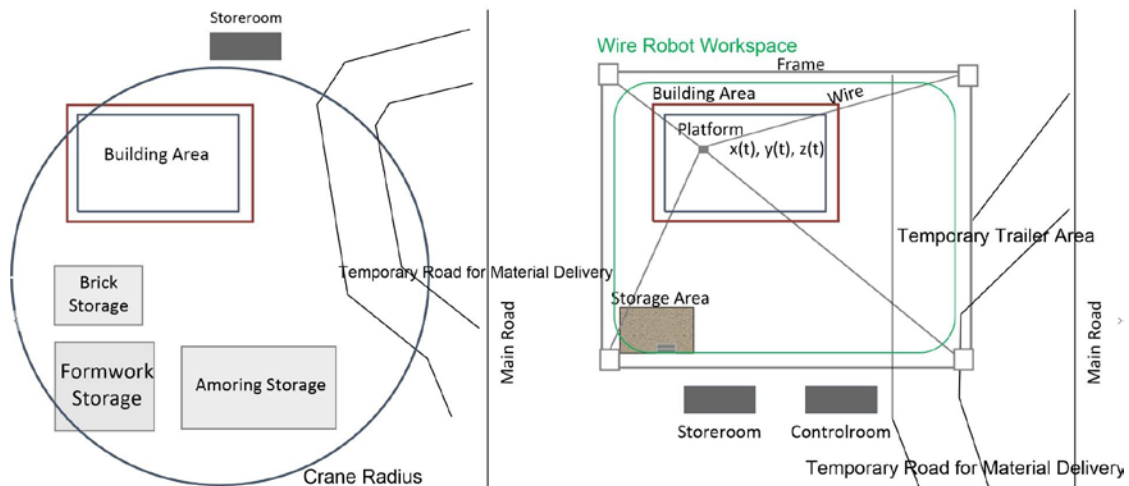 Storeroom
Building Area
Temporary Road for Material Delivery
Brick
Storage
Formwork
Storage
Amoring Storage
Crane Radius
Main Road
Wire Robot Workspace
Frame
Building Area
Wire
Platform
x(t), y(t), z(t)
Temporary Trailer Area
Storage Area
Main Road
Storeroom
Controlroom
Temporary Road for Material Delivery